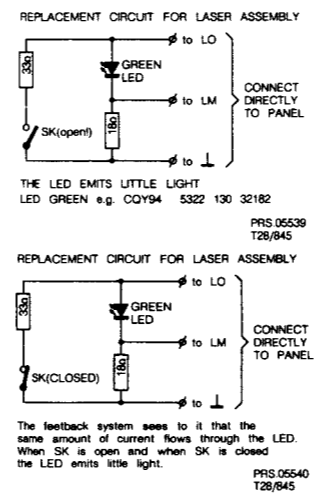 REPLACEMENT CIRCUIT FOR LASER ASSEMBLY
to LO
33Ω
GREEN
LED
CONNECT
DIRECTLY
TO PANEL
to LM
SK(open!)
18Ω
to ⊥
THE LED EMITS LITTLE LIGHT
LED GREEN e.g. CQY94 5322 130 32182
PRS.05539
T28/845
REPLACEMENT CIRCUIT FOR LASER ASSEMBLY
to LO
33Ω
GREEN
LED
CONNECT
DIRECTLY
TO PANEL
to LM
SK(CLOSED)
18Ω
to ⊥
The feetback system sees to it that the
same amount of current flows through the LED.
When SK is open and when SK is closed
the LED emits little light.
PRS.05540
T28/845